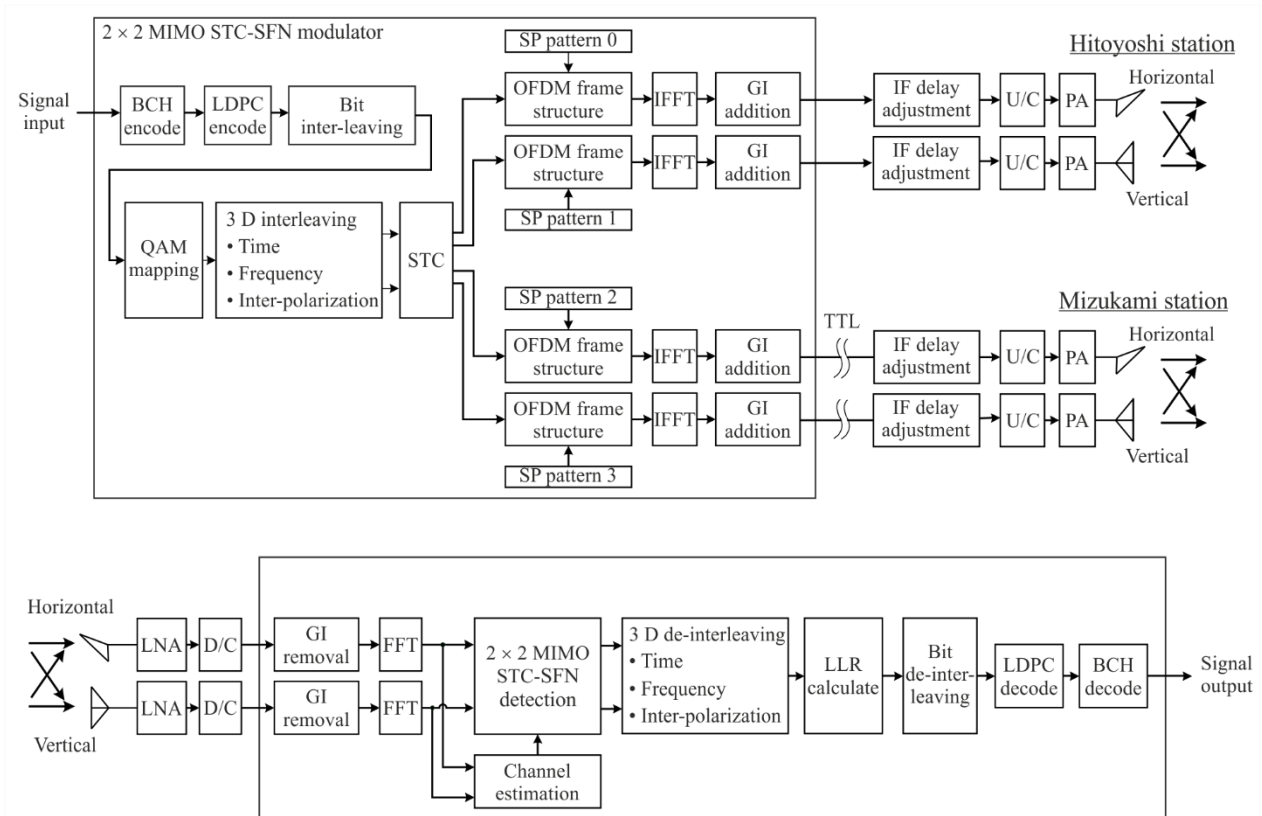 2 × 2 MIMO STC-SFN modulator
Signal
input
BCH
encode
LDPC
encode
Bit
inter-leaving
QAM
mapping
3 D interleaving
• Time
• Frequency
• Inter-polarization
STC
SP pattern 0
OFDM frame
structure
IFFT
GI
addition
IF delay
adjustment
U/C
PA
Hitoyoshi station
Horizontal
OFDM frame
structure
IFFT
GI
addition
IF delay
adjustment
U/C
PA
Vertical
SP pattern 1
SP pattern 2
Mizukami station
TTL
OFDM frame
structure
IFFT
GI
addition
IF delay
adjustment
U/C
PA
Horizontal
OFDM frame
structure
IFFT
GI
addition
IF delay
adjustment
U/C
PA
Vertical
SP pattern 3
Horizontal
LNA
D/C
GI
removal
FFT
Vertical
LNA
D/C
GI
removal
FFT
2 × 2 MIMO
STC-SFN
detection
Channel
estimation
3 D de-interleaving
• Time
• Frequency
• Inter-polarization
LLR
calculate
Bit
de-inter-
leaving
LDPC
decode
BCH
decode
Signal
output